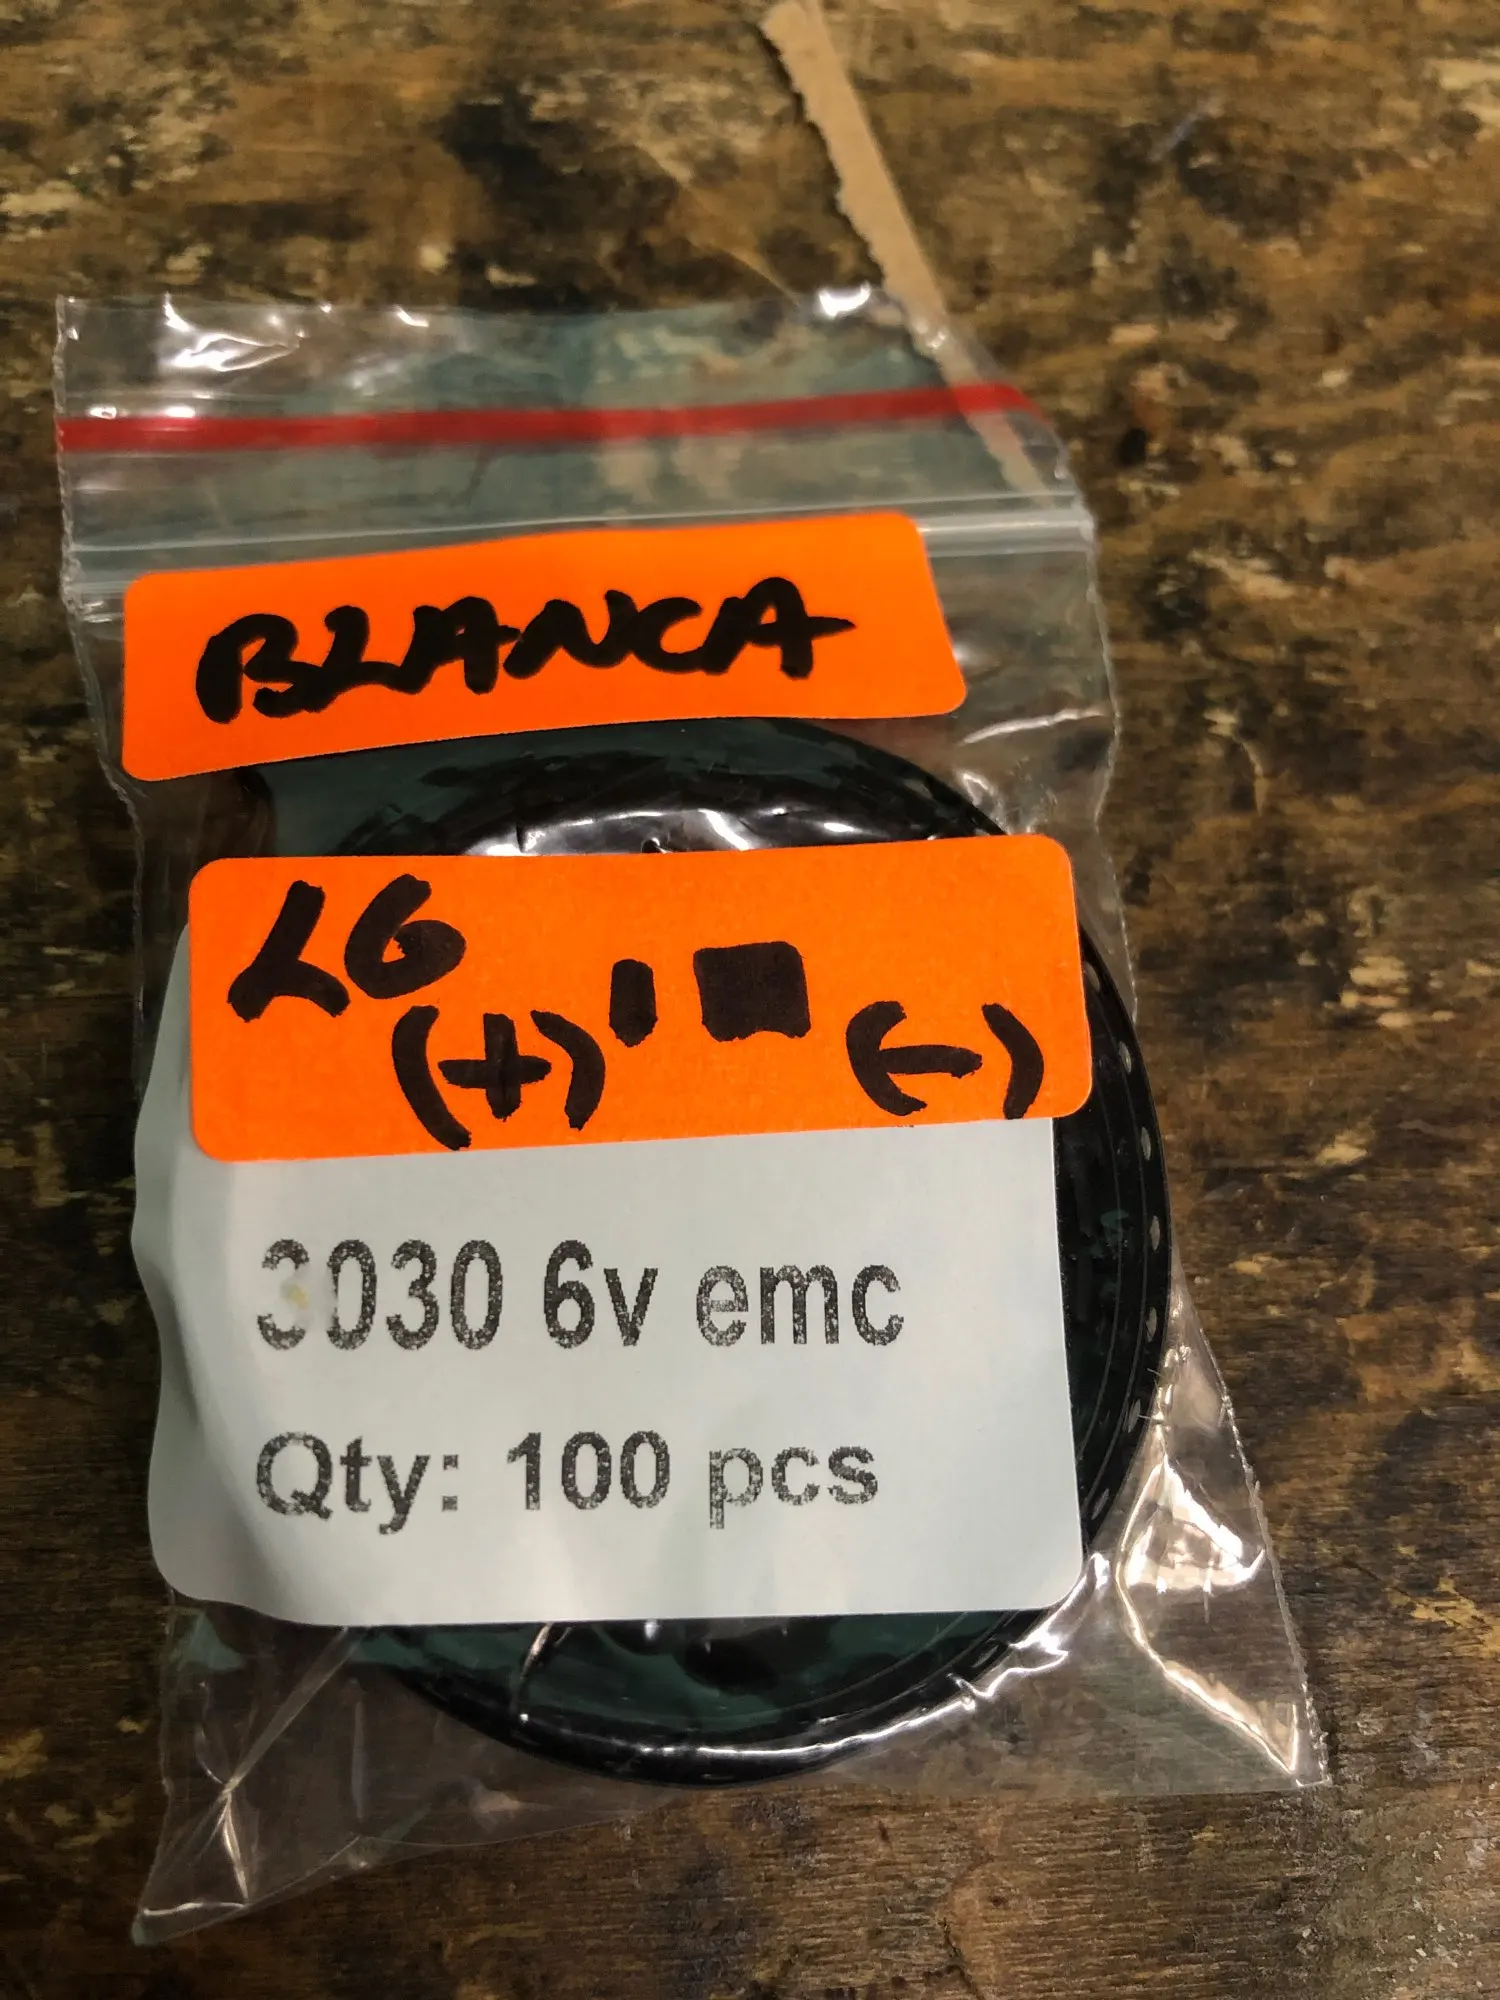 BLANCA
LG
(+) (-)
3030 6v emc
Qty: 100 pcs